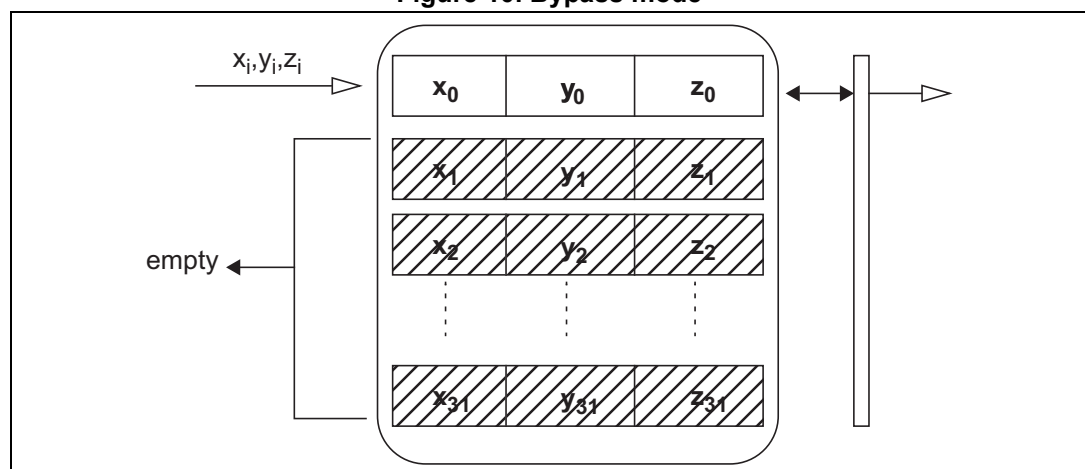 Figure Bypass mode
xᵢ,yᵢ,zᵢ
x₀ y₀ z₀
x₁ y₁ z₁
x₂ y₂ z₂
empty
x₃₁ y₃₁ z₃₁